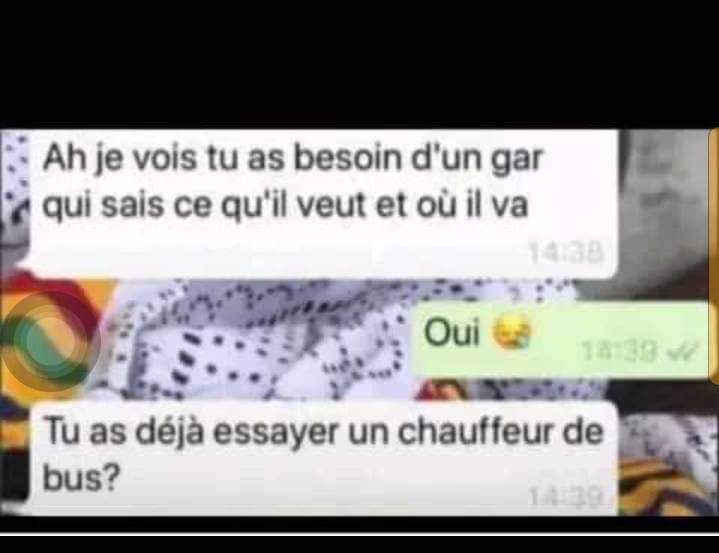 Ah je vois tu as besoin d'un gar
qui sais ce qu'il veut et où il va
14:38
Oui 😪
14:39
Tu as déjà essayer un chauffeur de
bus?
14:39